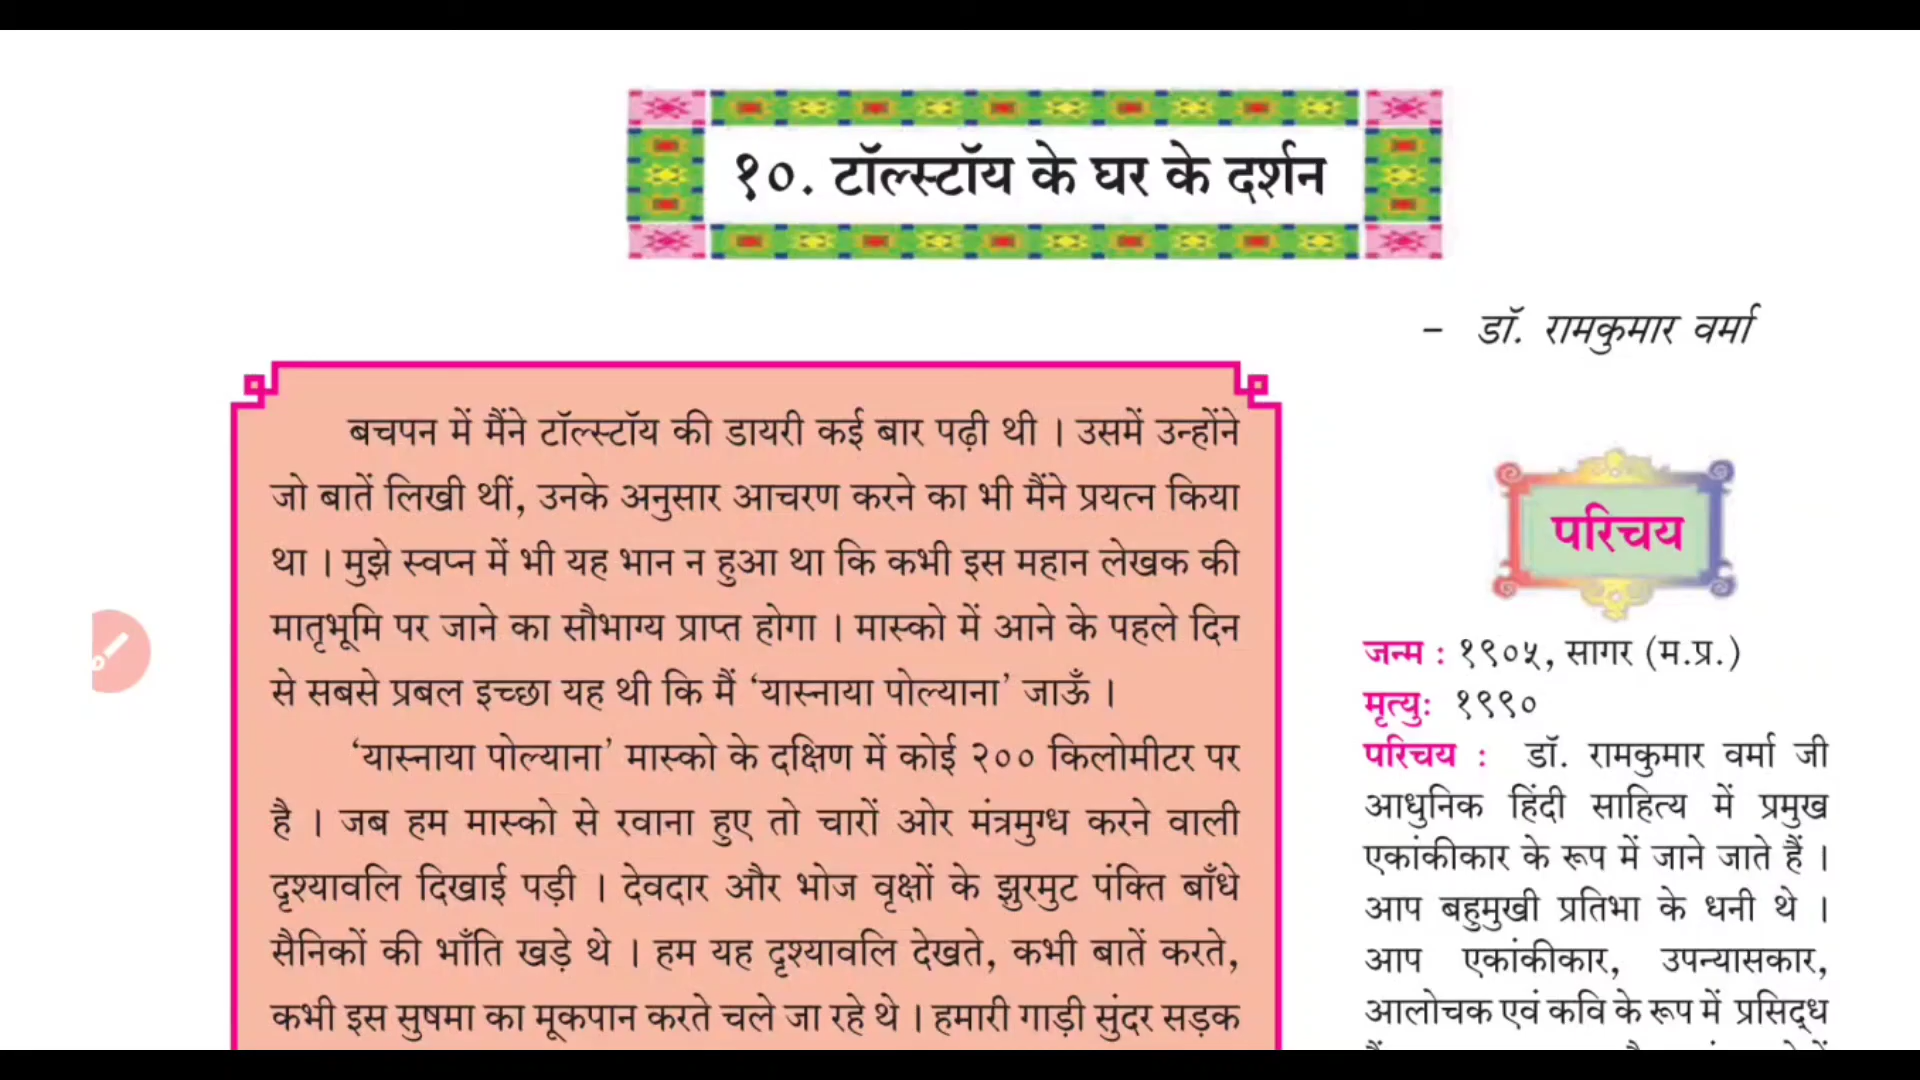 १०. टॉल्स्टॉय के घर के दर्शन
– डॉ. रामकुमार वर्मा
बचपन में मैंने टॉल्स्टॉय की डायरी कई बार पढ़ी थी । उसमें उन्होंने
जो बातें लिखी थीं, उनके अनुसार आचरण करने का भी मैंने प्रयत्न किया
था । मुझे स्वप्न में भी यह भान न हुआ था कि कभी इस महान लेखक की
मातृभूमि पर जाने का सौभाग्य प्राप्त होगा । मास्को में आने के पहले दिन
से सबसे प्रबल इच्छा यह थी कि मैं ‘यास्नाया पोल्याना’ जाऊँ ।
‘यास्नाया पोल्याना’ मास्को के दक्षिण में कोई २०० किलोमीटर पर
है । जब हम मास्को से रवाना हुए तो चारों ओर मंत्रमुग्ध करने वाली
दृश्यावलि दिखाई पड़ी । देवदार और भोज वृक्षों के झुरमुट पंक्ति बाँधे
सैनिकों की भाँति खड़े थे । हम यह दृश्यावलि देखते, कभी बातें करते,
कभी इस सुषमा का मूकपान करते चले जा रहे थे । हमारी गाड़ी सुंदर सड़क
परिचय
जन्म : १९०५, सागर (म.प्र.)
मृत्यु: १९९०
परिचय : डॉ. रामकुमार वर्मा जी
आधुनिक हिंदी साहित्य में प्रमुख
एकांकीकार के रूप में जाने जाते हैं ।
आप बहुमुखी प्रतिभा के धनी थे ।
आप एकांकीकार, उपन्यासकार,
आलोचक एवं कवि के रूप में प्रसिद्ध